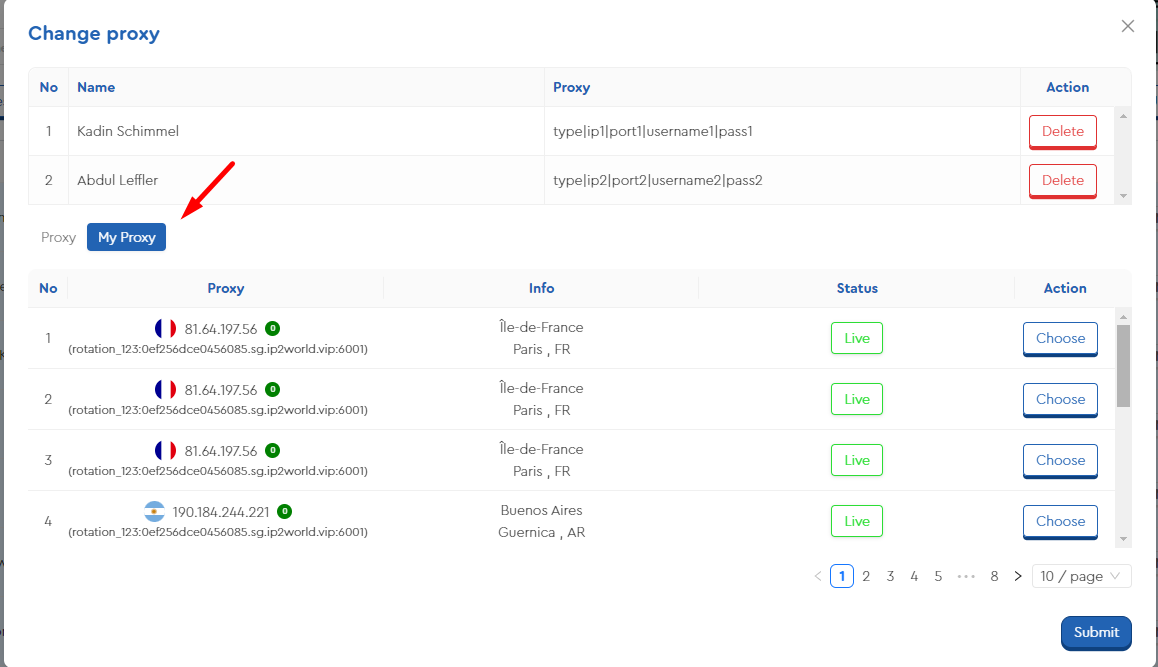 Change proxy
No Name Proxy Action
1 Kadin Schimmel type|ip1|port1|username1|pass1 Delete
2 Abdul Leffler type|ip2|port2|username2|pass2 Delete
Proxy My Proxy
No Proxy Info Status Action
81.64.197.56 0 Île-de-France
1 Live Choose
(rotation_123:0ef256dce0456085.sg.ip2world.vip:6001) Paris , FR
81.64.197.56 0 Île-de-France
2 Live Choose
(rotation_123:0ef256dce0456085.sg.ip2world.vip:6001) Paris , FR
81.64.197.56 0 Île-de-France
3 Live Choose
(rotation_123:0ef256dce0456085.sg.ip2world.vip:6001) Paris , FR
190.184.244.221 0 Buenos Aires
4 Live Choose
(rotation_123:0ef256dce0456085.sg.ip2world.vip:6001) Guernica , AR
< 1 2 3 4 5 ••• 8 > 10 / page
Submit